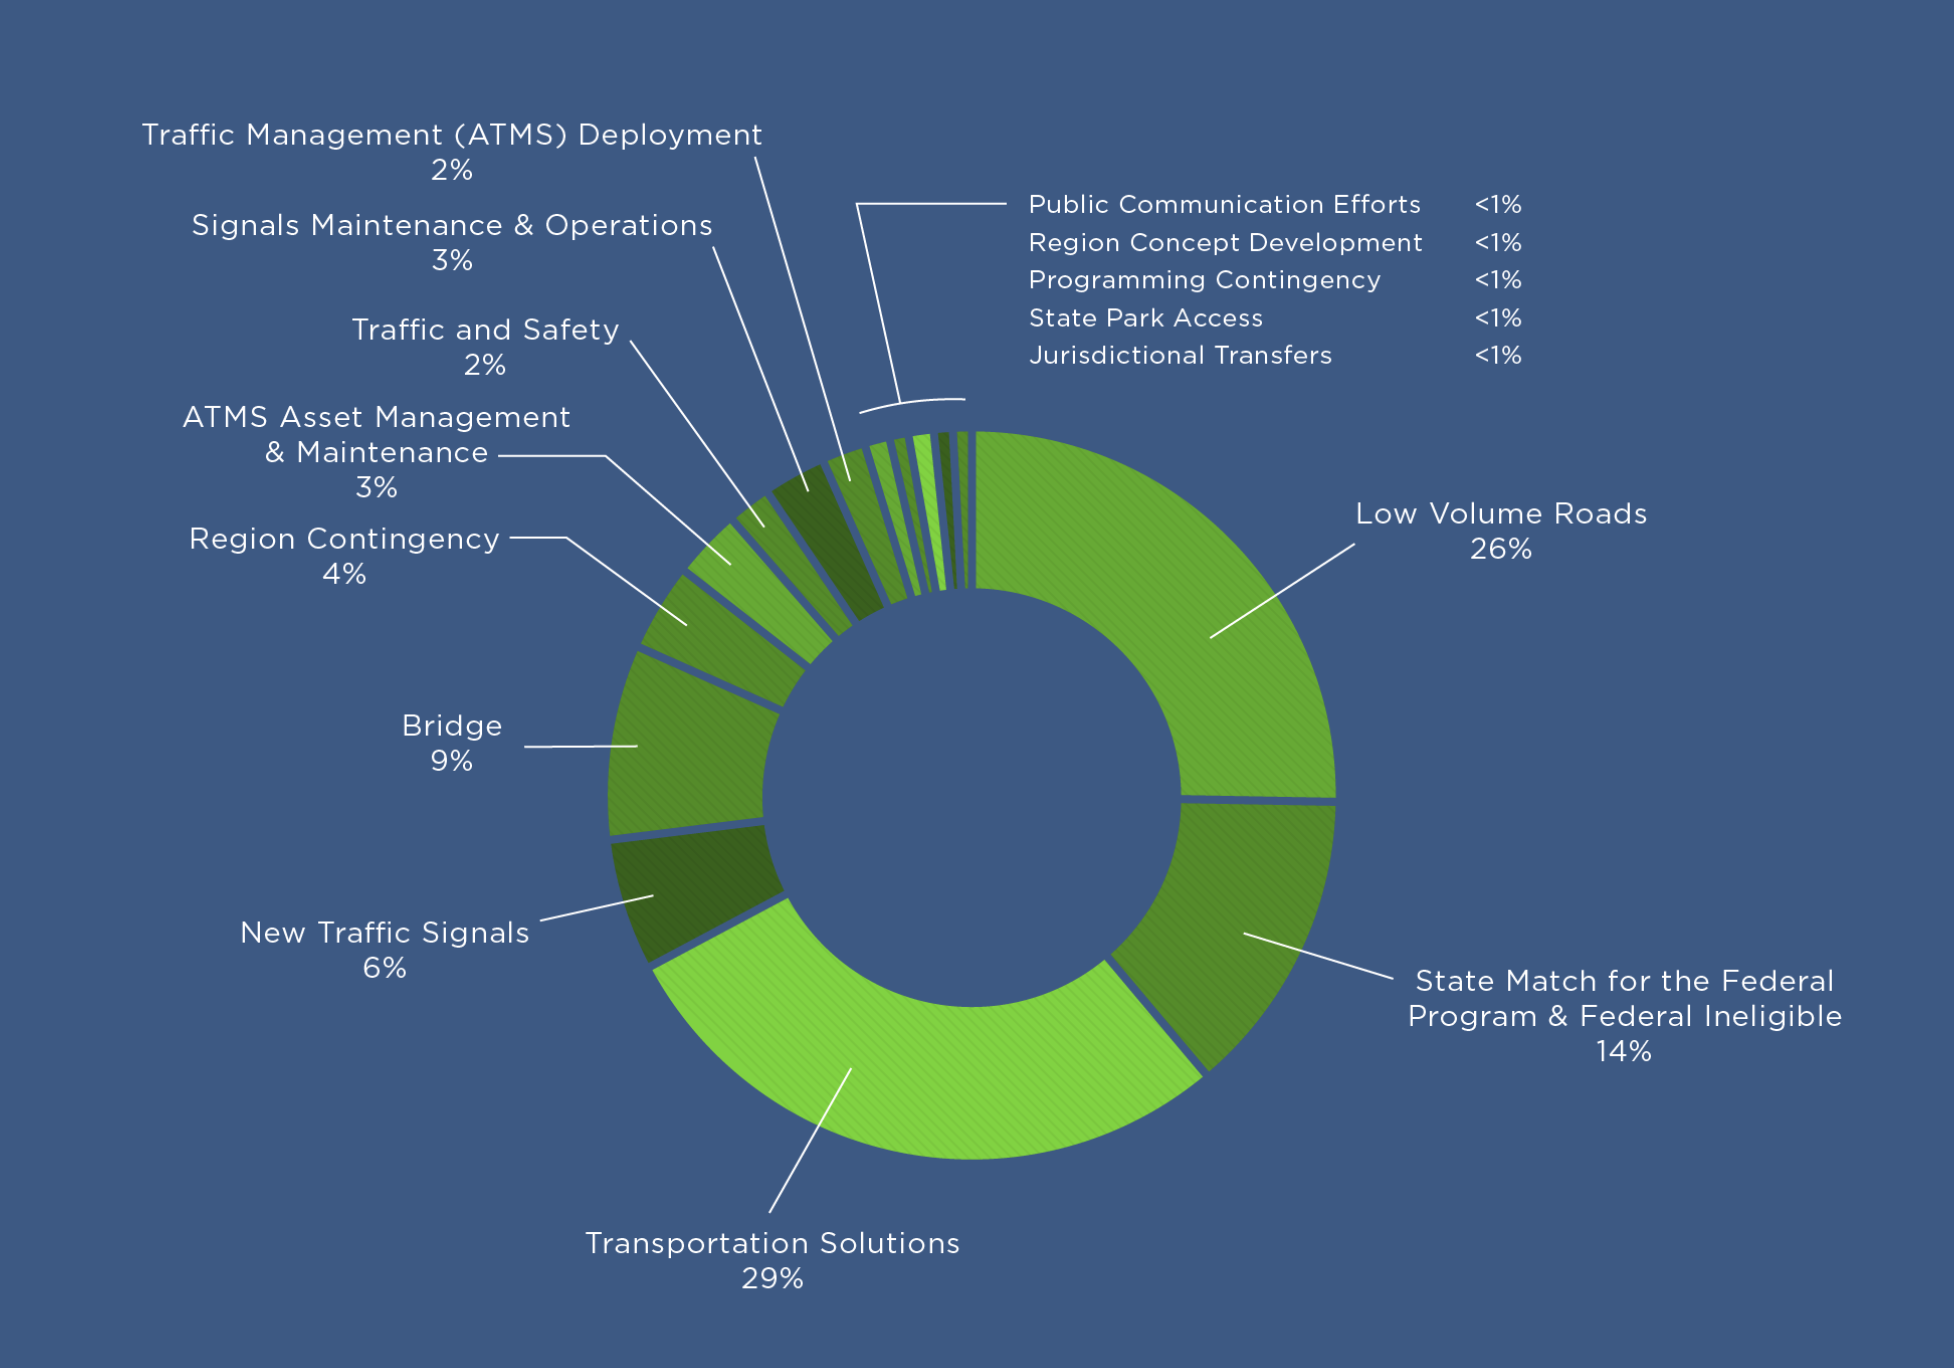 Traffic Management (ATMS) Deployment
2%
Signals Maintenance & Operations
3%
Traffic and Safety
2%
ATMS Asset Management
& Maintenance
3%
Region Contingency
4%
Bridge
9%
New Traffic Signals
6%
Transportation Solutions
29%
Public Communication Efforts <1%
Region Concept Development <1%
Programming Contingency <1%
State Park Access <1%
Jurisdictional Transfers <1%
Low Volume Roads
26%
State Match for the Federal
Program & Federal Ineligible
14%